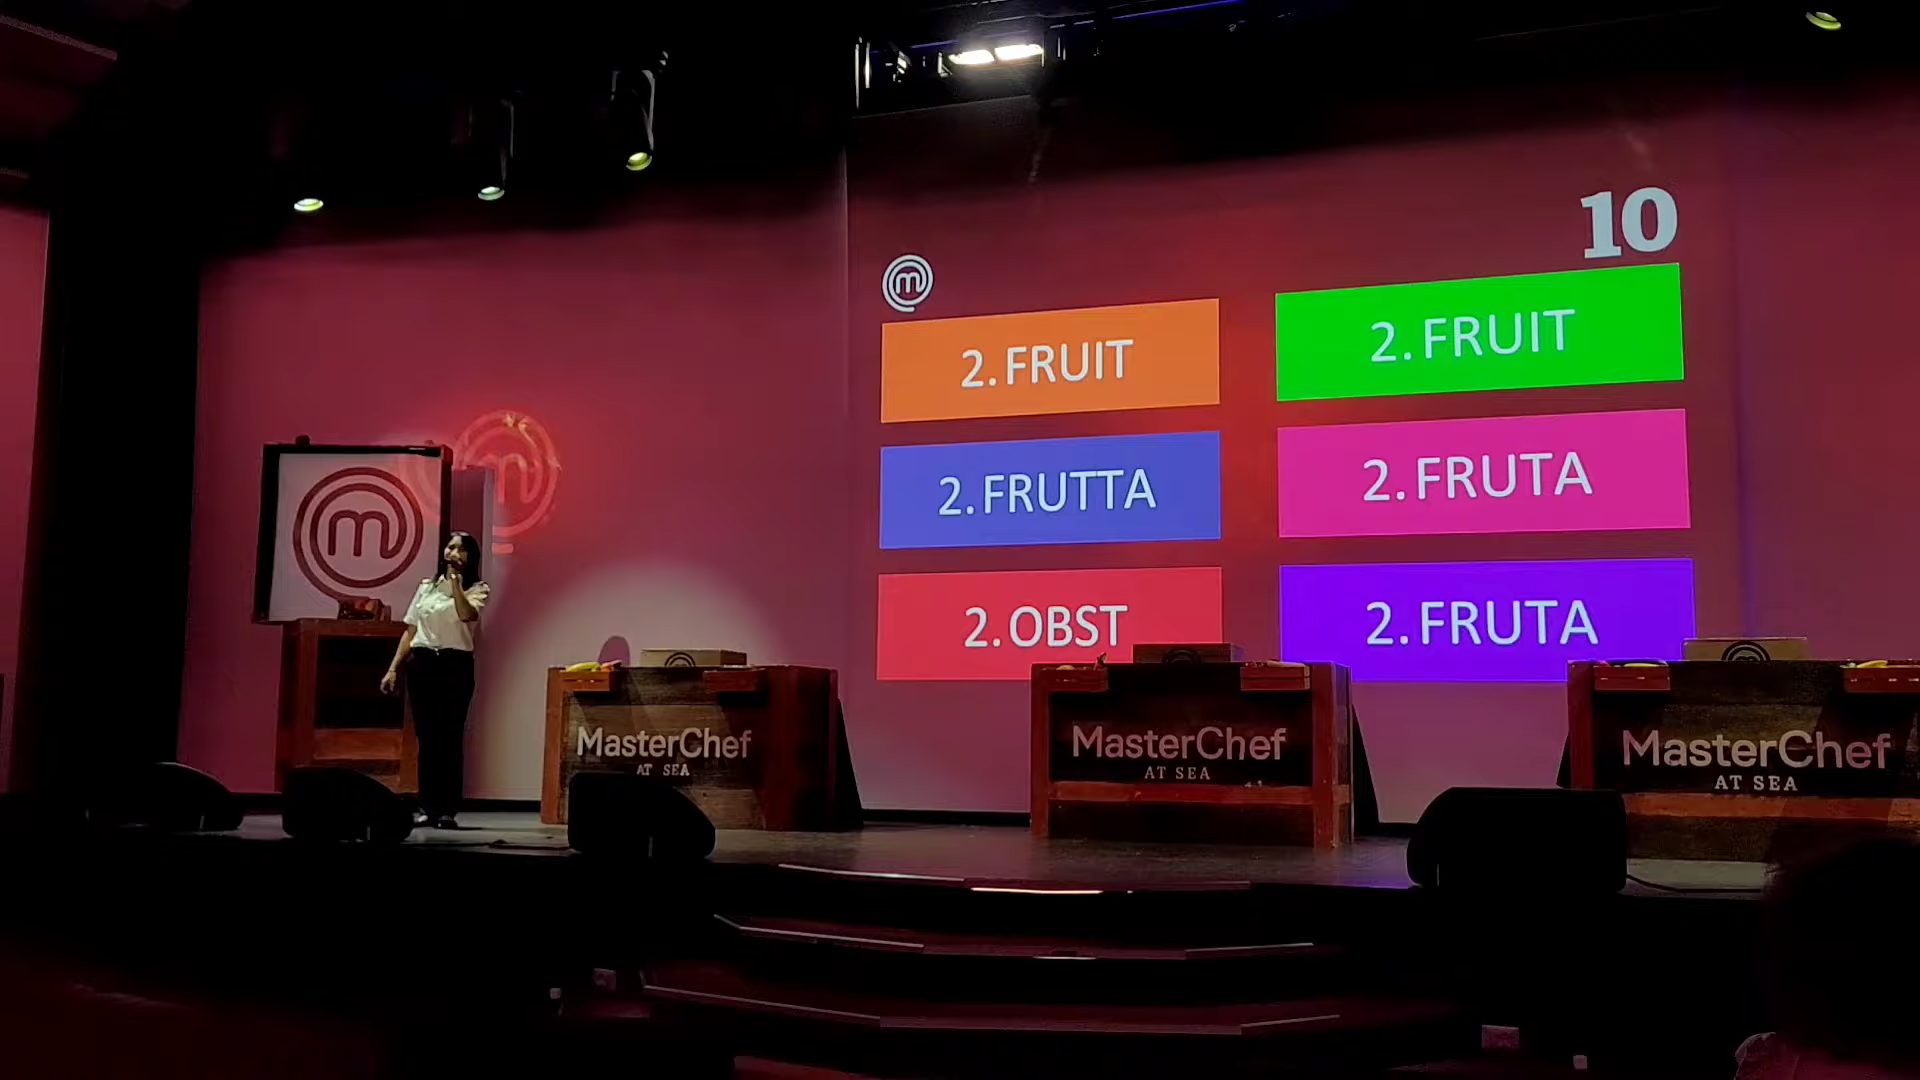 10
m
2. FRUIT
2. FRUIT
2. FRUTTA
2. FRUTA
2. OBST
2. FRUTA
m
m
MasterChef
AT SEA
MasterChef
AT SEA
MasterChef
AT SEA